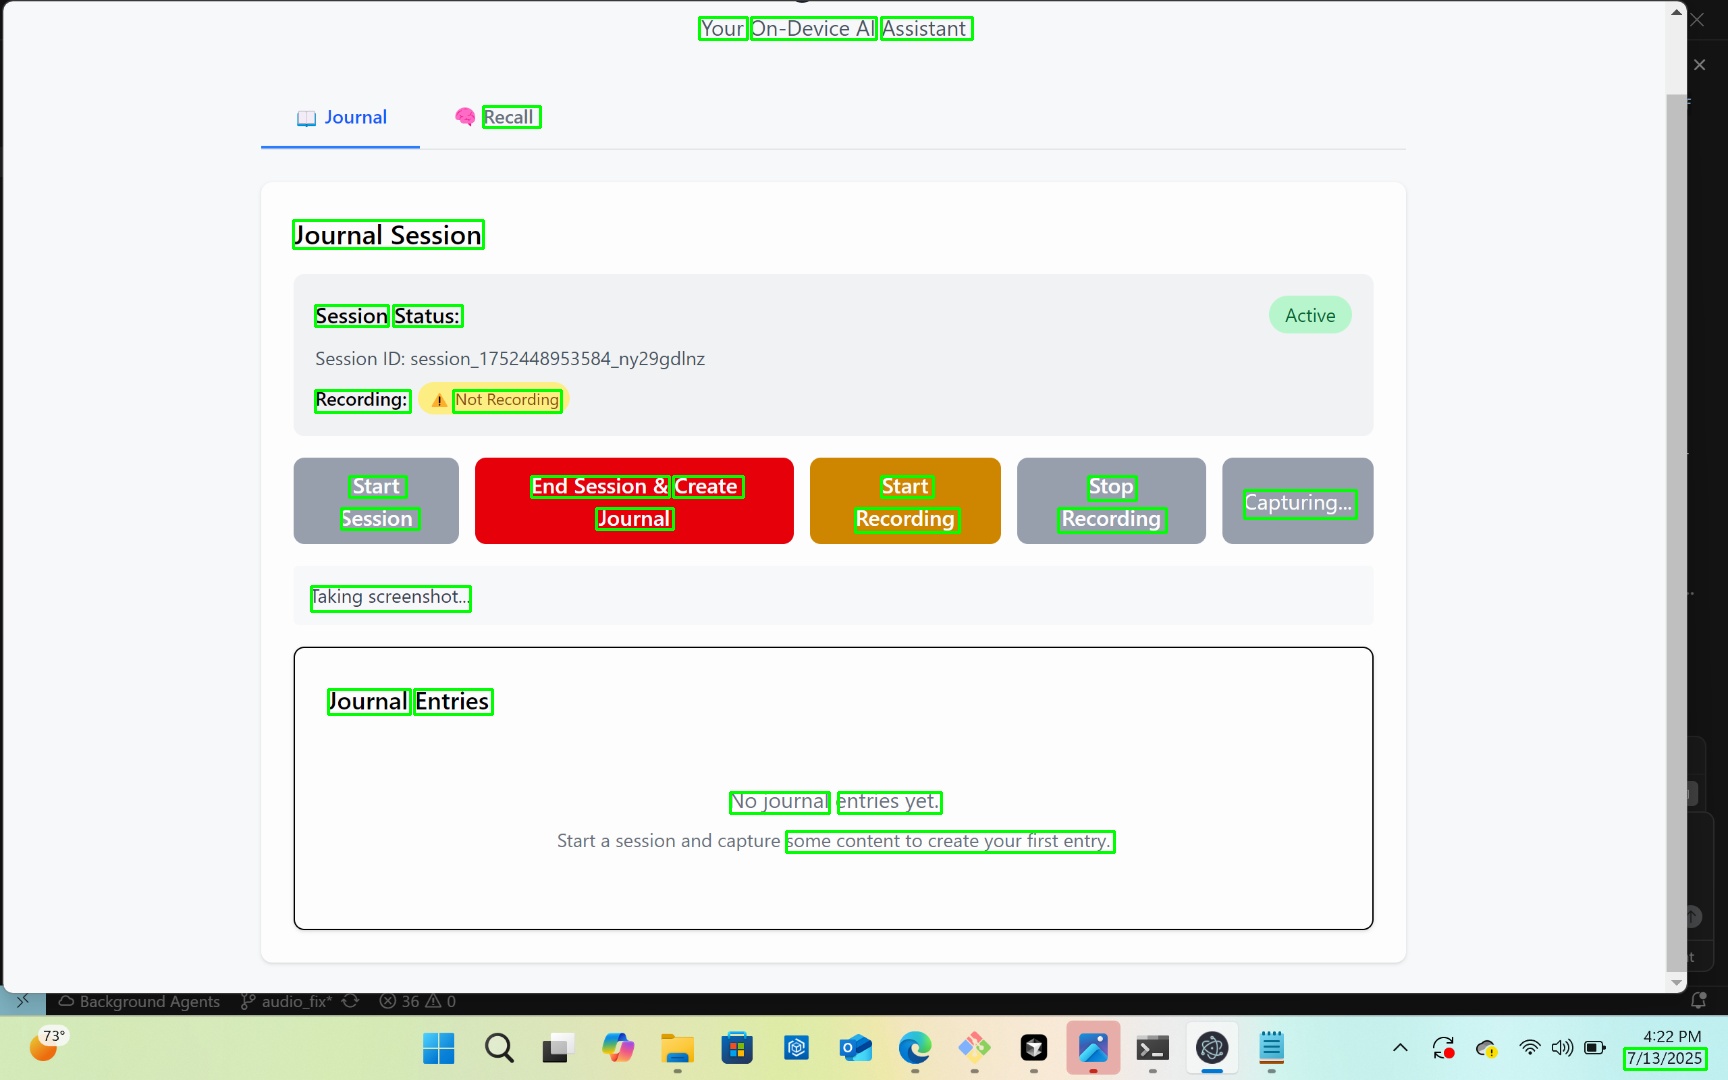 Your On-Device AI Assistant
Journal Recall
Journal Session
Session Status: Active
Session ID: session_1752448953584_ny29gdlnz
Recording: Not Recording
Start Session
End Session & Create Journal
Start Recording
Stop Recording
Capturing...
Taking screenshot...
Journal Entries
No journal entries yet.
Start a session and capture some content to create your first entry.
Background Agents audio_fix* 36 0
73°
4:22 PM
7/13/2025